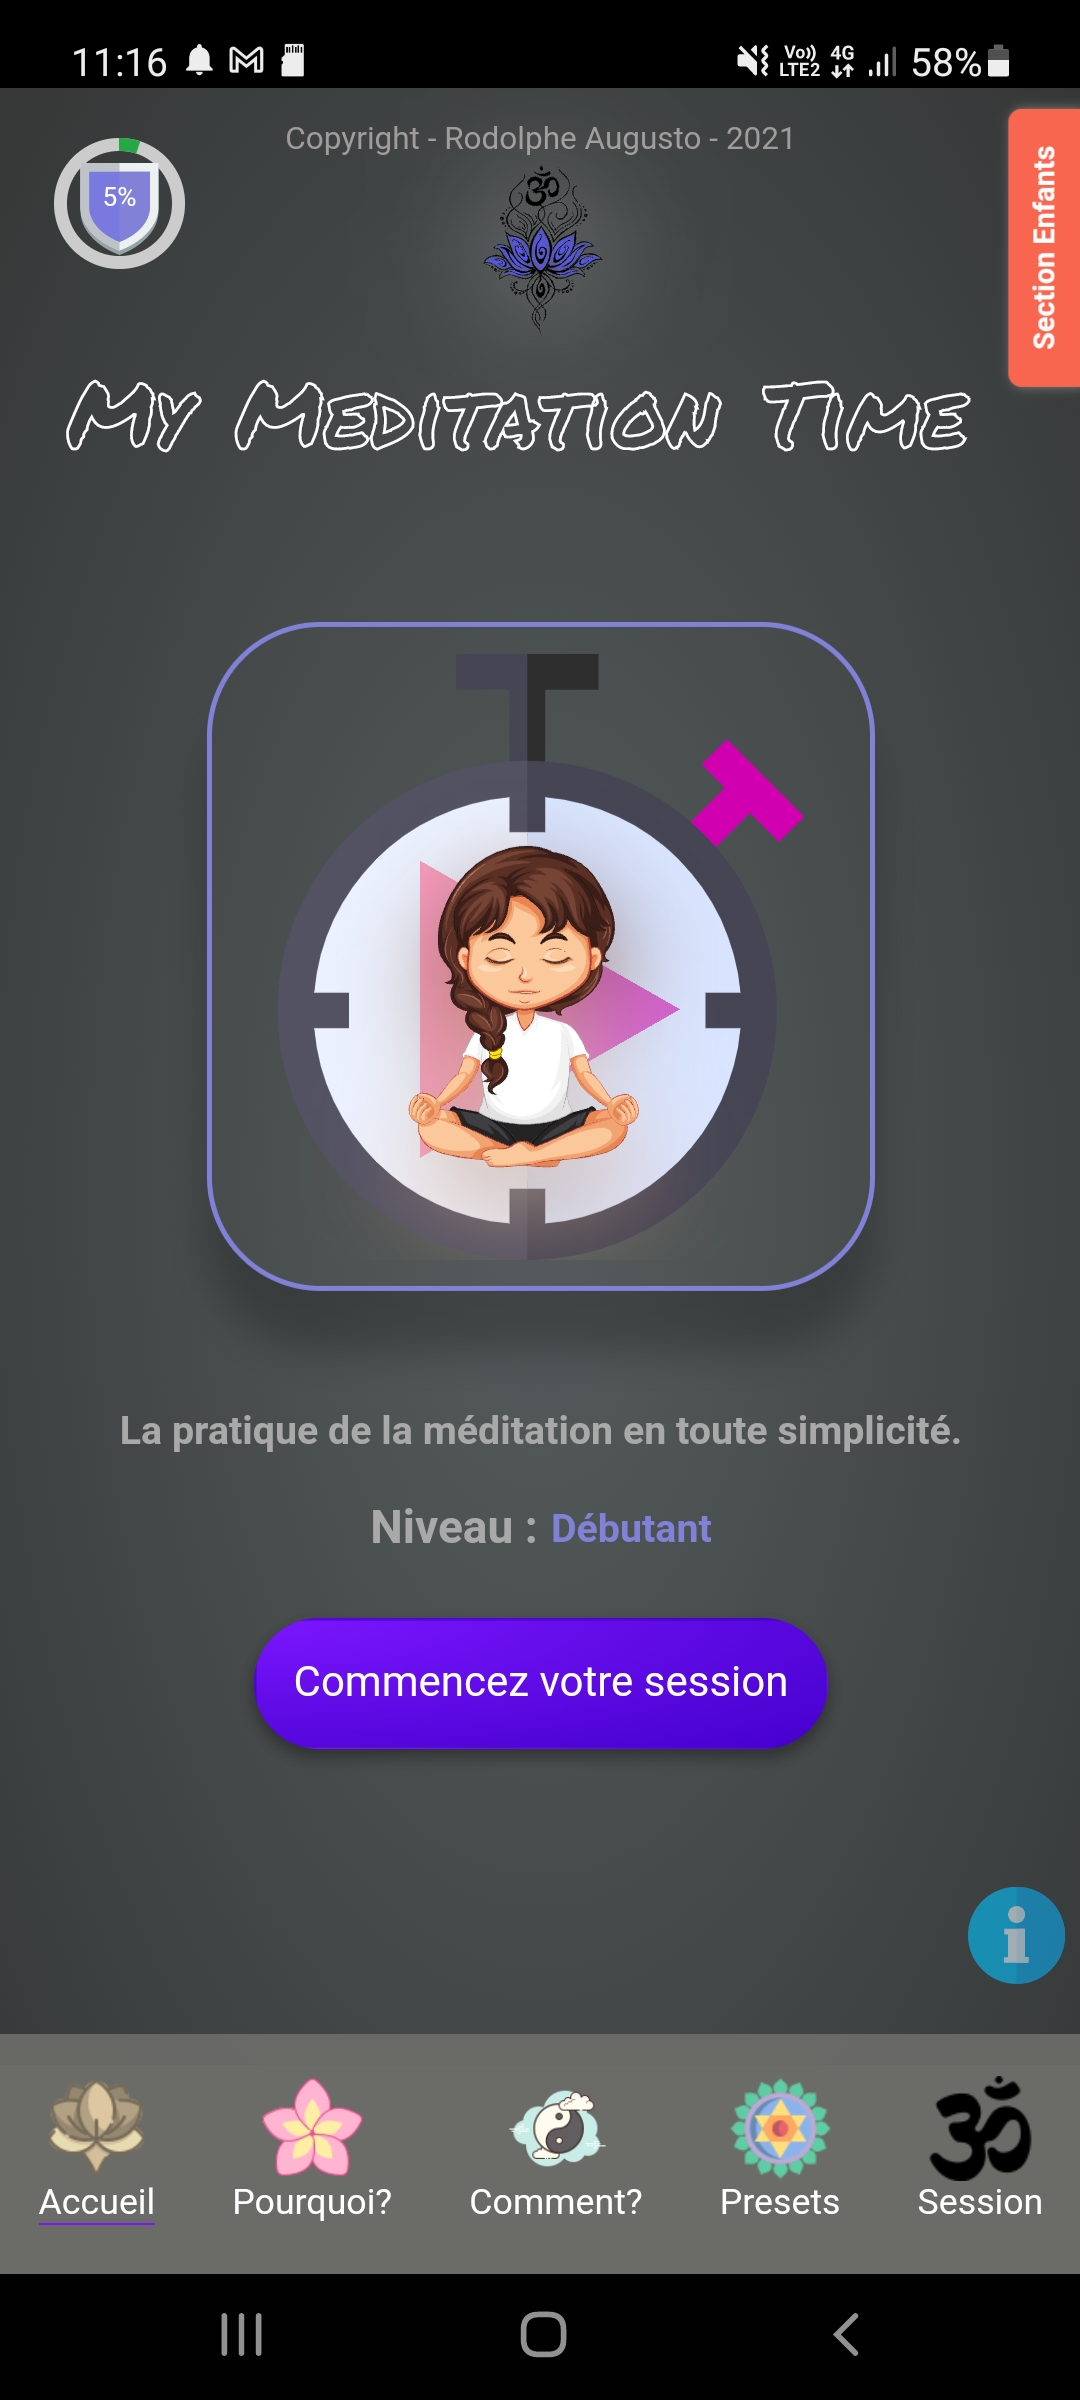 11:16
Vo)) LTE2 4G 58%
Copyright - Rodolphe Augusto - 2021
5%
Section Enfants
My Meditation Time
La pratique de la méditation en toute simplicité.
Niveau : Débutant
Commencez votre session
i
Accueil Pourquoi? Comment? Presets Session